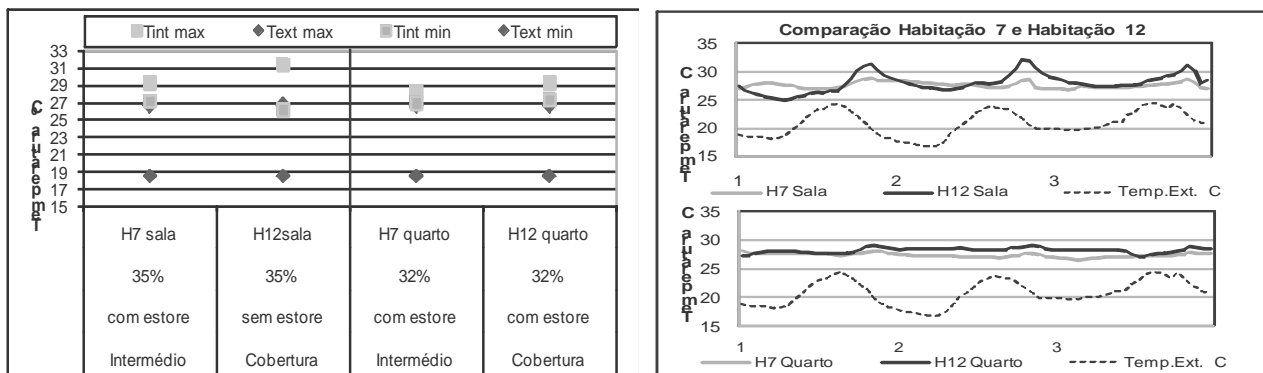 Tint max Text max Tint min Text min
33
31
29
27
25
23
21
19
17
15
Temperatura C
H7 sala H12sala H7 quarto H12 quarto
35% 35% 32% 32%
com estore sem estore com estore com estore
Intermédio Cobertura Intermédio Cobertura
Comparação Habitação 7 e Habitação 12
35
30
25
20
15
Temperatura C
1 2 3
H7 Sala H12 Sala Temp.Ext. C
35
30
25
20
15
Temperatura C
1 2 3
H7 Quarto H12 Quarto Temp.Ext. C